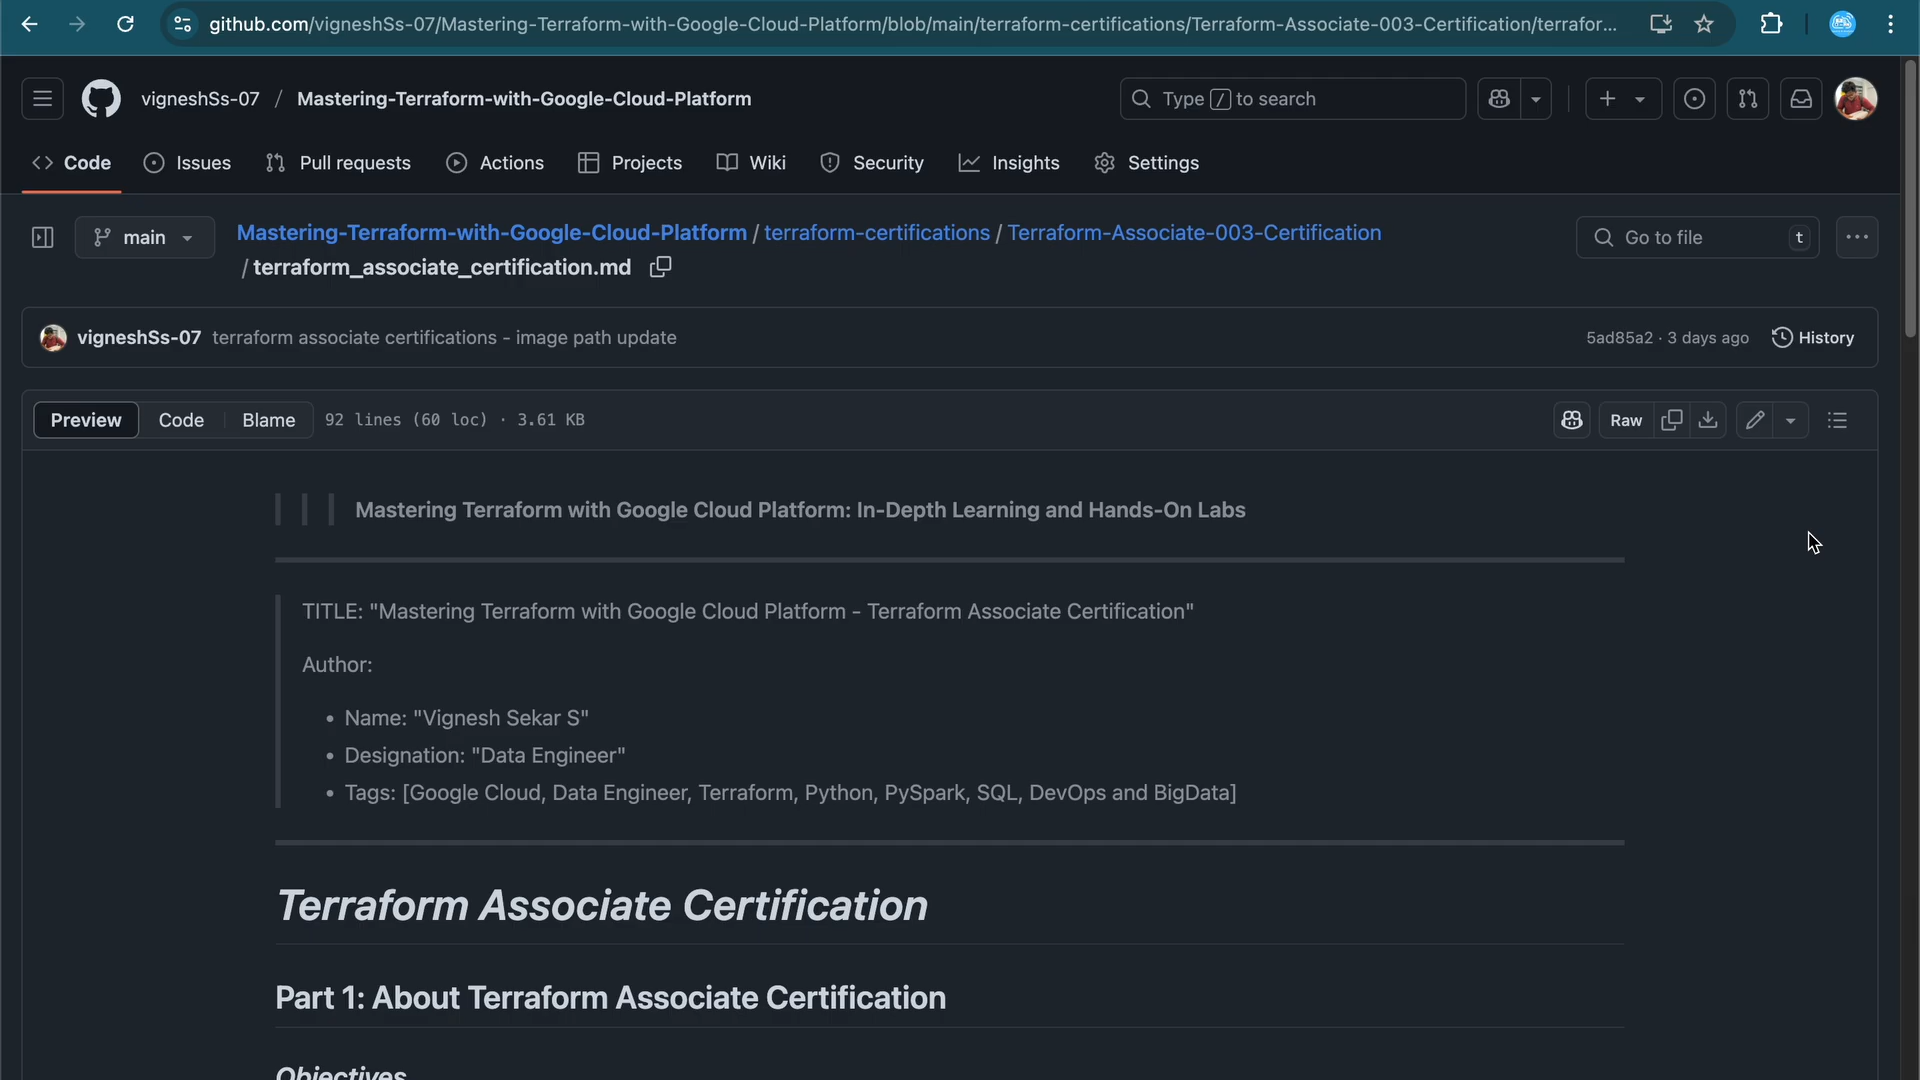 github.com/vigneshSs-07/Mastering-Terraform-with-Google-Cloud-Platform/blob/main/terraform-certifications/Terraform-Associate-003-Certification/terrafor...
vigneshSs-07 / Mastering-Terraform-with-Google-Cloud-Platform
Type / to search
Code Issues Pull requests Actions Projects Wiki Security Insights Settings
main
Mastering-Terraform-with-Google-Cloud-Platform / terraform-certifications / Terraform-Associate-003-Certification
/ terraform_associate_certification.md
Go to file t
vigneshSs-07 terraform associate certifications - image path update
5ad85a2 · 3 days ago History
Preview Code Blame 92 lines (60 loc) · 3.61 KB
Raw
Mastering Terraform with Google Cloud Platform: In-Depth Learning and Hands-On Labs
TITLE: "Mastering Terraform with Google Cloud Platform - Terraform Associate Certification"
Author:
• Name: "Vignesh Sekar S"
• Designation: "Data Engineer"
• Tags: [Google Cloud, Data Engineer, Terraform, Python, PySpark, SQL, DevOps and BigData]
Terraform Associate Certification
Part 1: About Terraform Associate Certification
Objectives